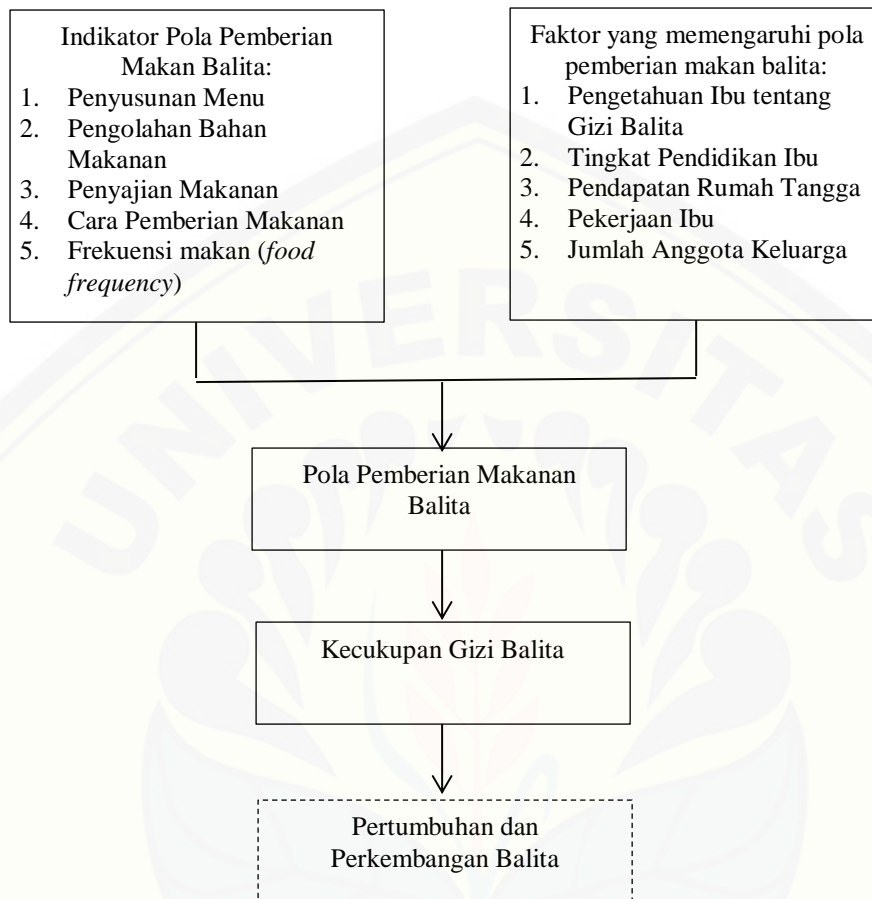 Indikator Pola Pemberian
Makan Balita:
1. Penyusunan Menu
2. Pengolahan Bahan
Makanan
3. Penyajian Makanan
4. Cara Pemberian Makanan
5. Frekuensi makan (food
frequency)
Faktor yang memengaruhi pola
pemberian makan balita:
1. Pengetahuan Ibu tentang
Gizi Balita
2. Tingkat Pendidikan Ibu
3. Pendapatan Rumah Tangga
4. Pekerjaan Ibu
5. Jumlah Anggota Keluarga
UNIVERSITAS
Pola Pemberian Makanan
Balita
Kecukupan Gizi Balita
Pertumbuhan dan
Perkembangan Balita